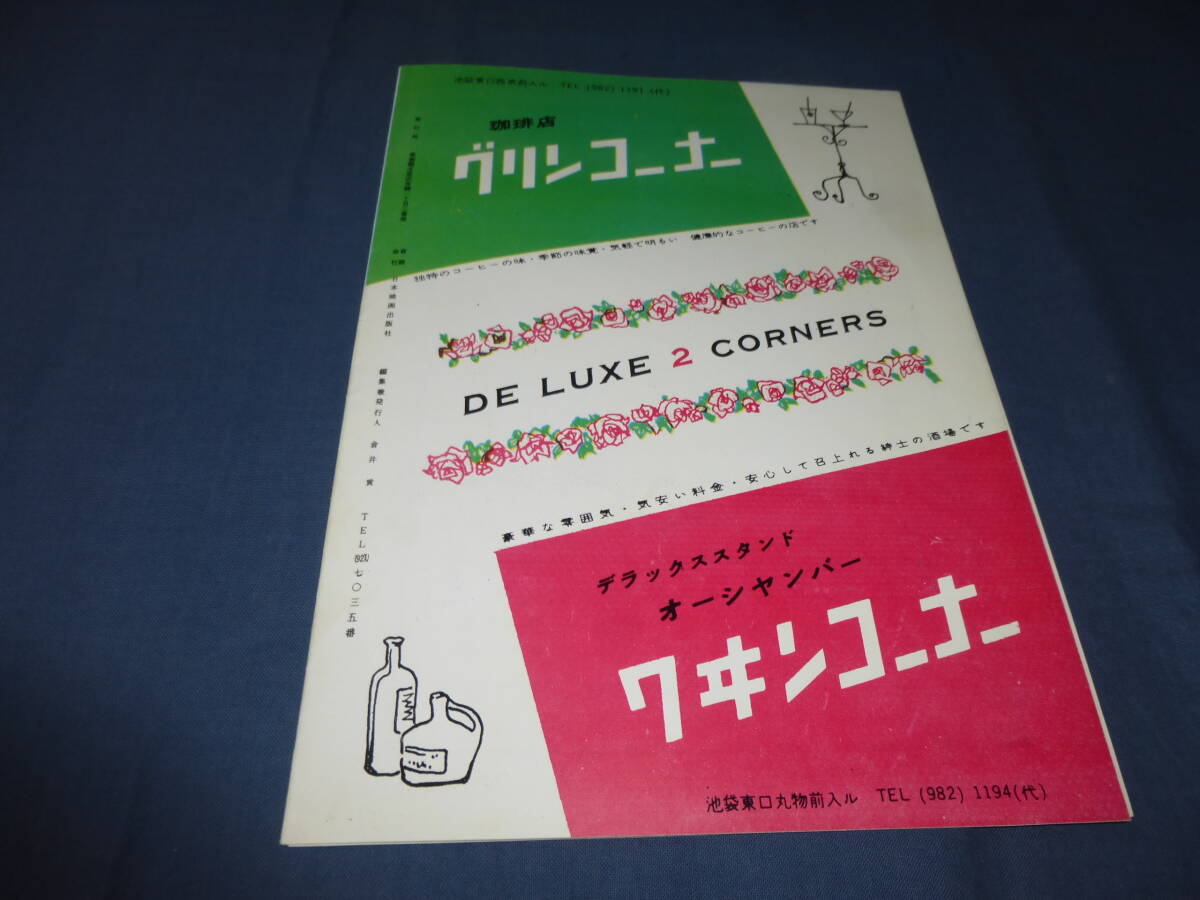 池袋東口西武前入ル TEL (982) 1191 (代)
珈琲店
グリンコーナー
独特のコーヒーの味・季節の味覚・気軽で明るい 健康的なコーヒーの店です
DE LUXE 2 CORNERS
豪華な雰囲気・気安い料金・安心して召上れる紳士の酒場です
デラックススタンド
オーシヤンバー
ワヰンコーナー
池袋東口丸物前入ル TEL (982) 1194(代)
日本映画出版社
編集兼発行人
TEL 七〇三五番